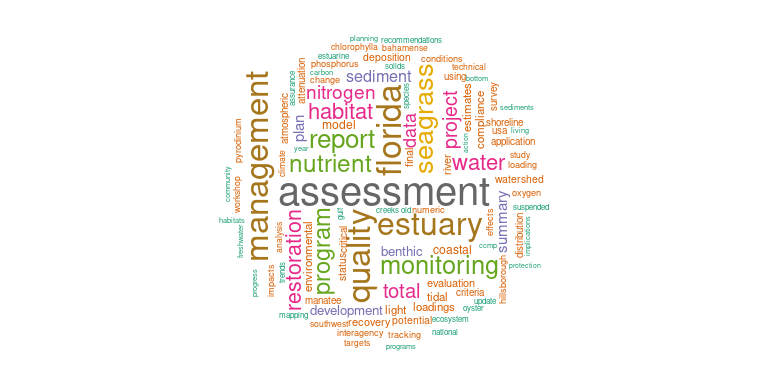 planning
recommendations
chlorophylla
bahamense
estuarine
deposition
conditions
phosphorus
solids
technical
carbon
sediment
seagrass
using
bottom
change
attenuation
assurance
management
nitrogen
florida
species
survey
habitat
data
project
estimates
compliance
sediments
atmospheric
plan
model
shoreline
action
usa
living
pyrodinium
report
final
application
year
climate
nutrient
river
water
study
loading
community
workshop
assessment
watershed
oxygen
habitats
restoration
program
gulf
quality
creeks
old
numeric
effects
summary
suspended
freshwater
analysis
environmental
critical
status
estuary
distribution
implications
benthic
coastal
ccmp
progress
impacts
trends
monitoring
protection
hillsborough
manatee
total
evaluation
criteria
tidal
update
mapping
development
light
loadings
oyster
southwest
recovery
potential
ecosystem
interagency
tracking
national
targets
programs